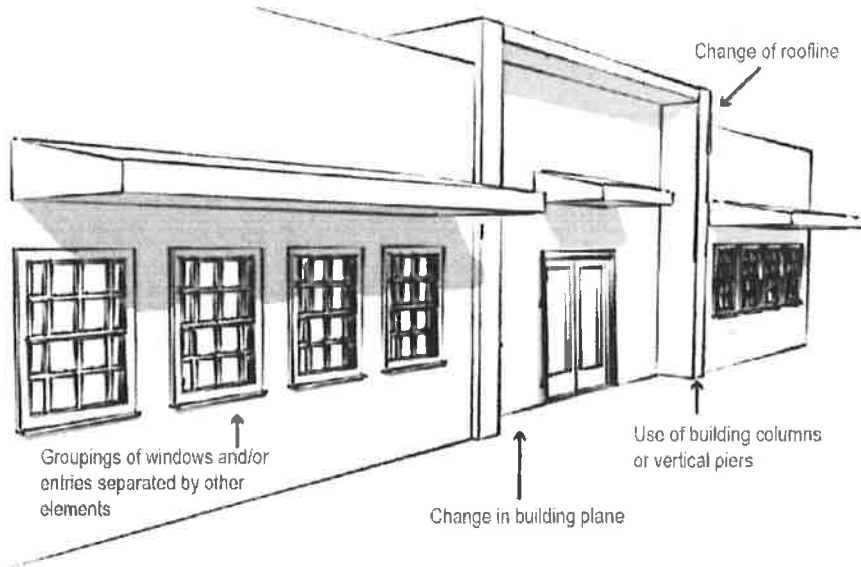 Change of roofline
Groupings of windows and/or
entries separated by other
elements
Change in building plane
Use of building columns
or vertical piers